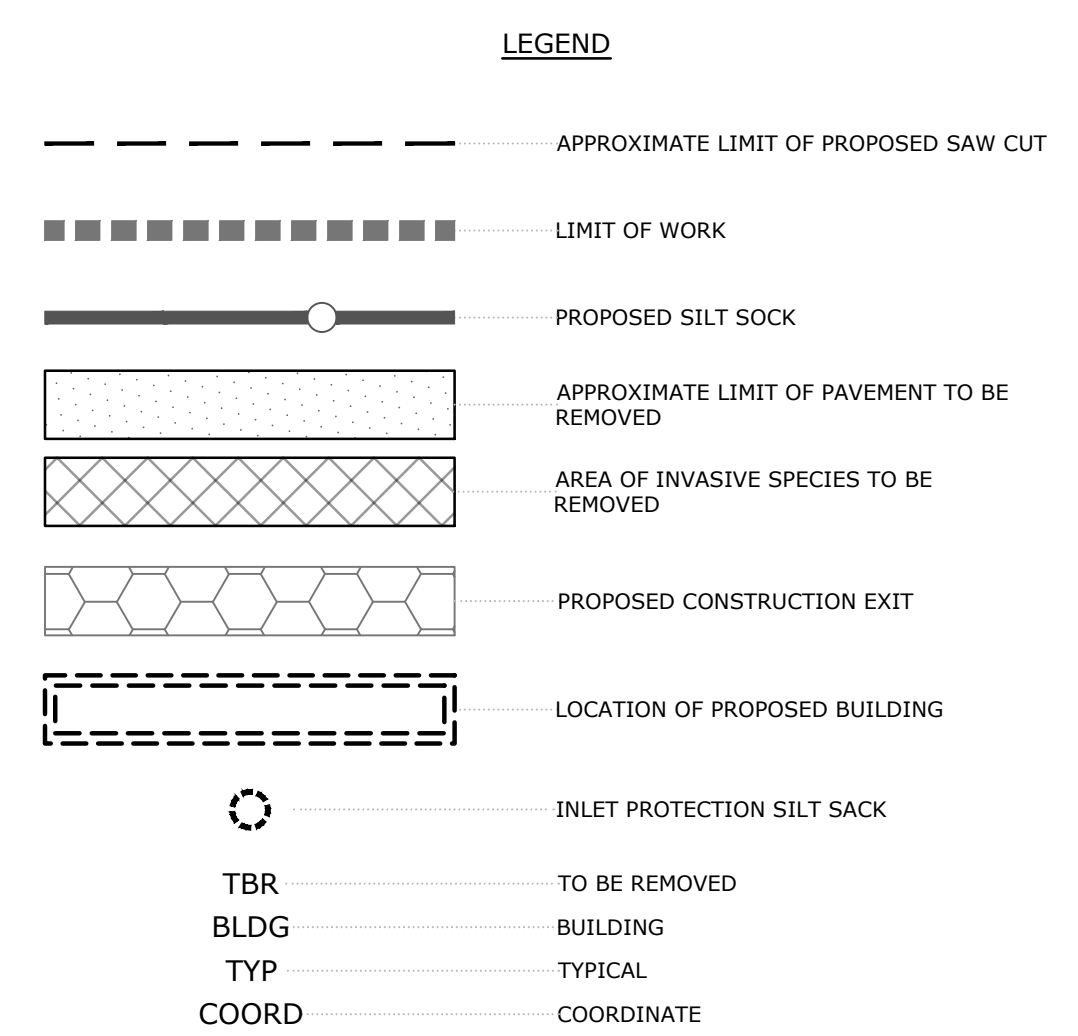 LEGEND
APPROXIMATE LIMIT OF PROPOSED SAW CUT
LIMIT OF WORK
PROPOSED SILT SOCK
APPROXIMATE LIMIT OF PAVEMENT TO BE
REMOVED
AREA OF INVASIVE SPECIES TO BE
REMOVED
PROPOSED CONSTRUCTION EXIT
LOCATION OF PROPOSED BUILDING
INLET PROTECTION SILT SACK
TBR TO BE REMOVED
BLDG BUILDING
TYP TYPICAL
COORD COORDINATE